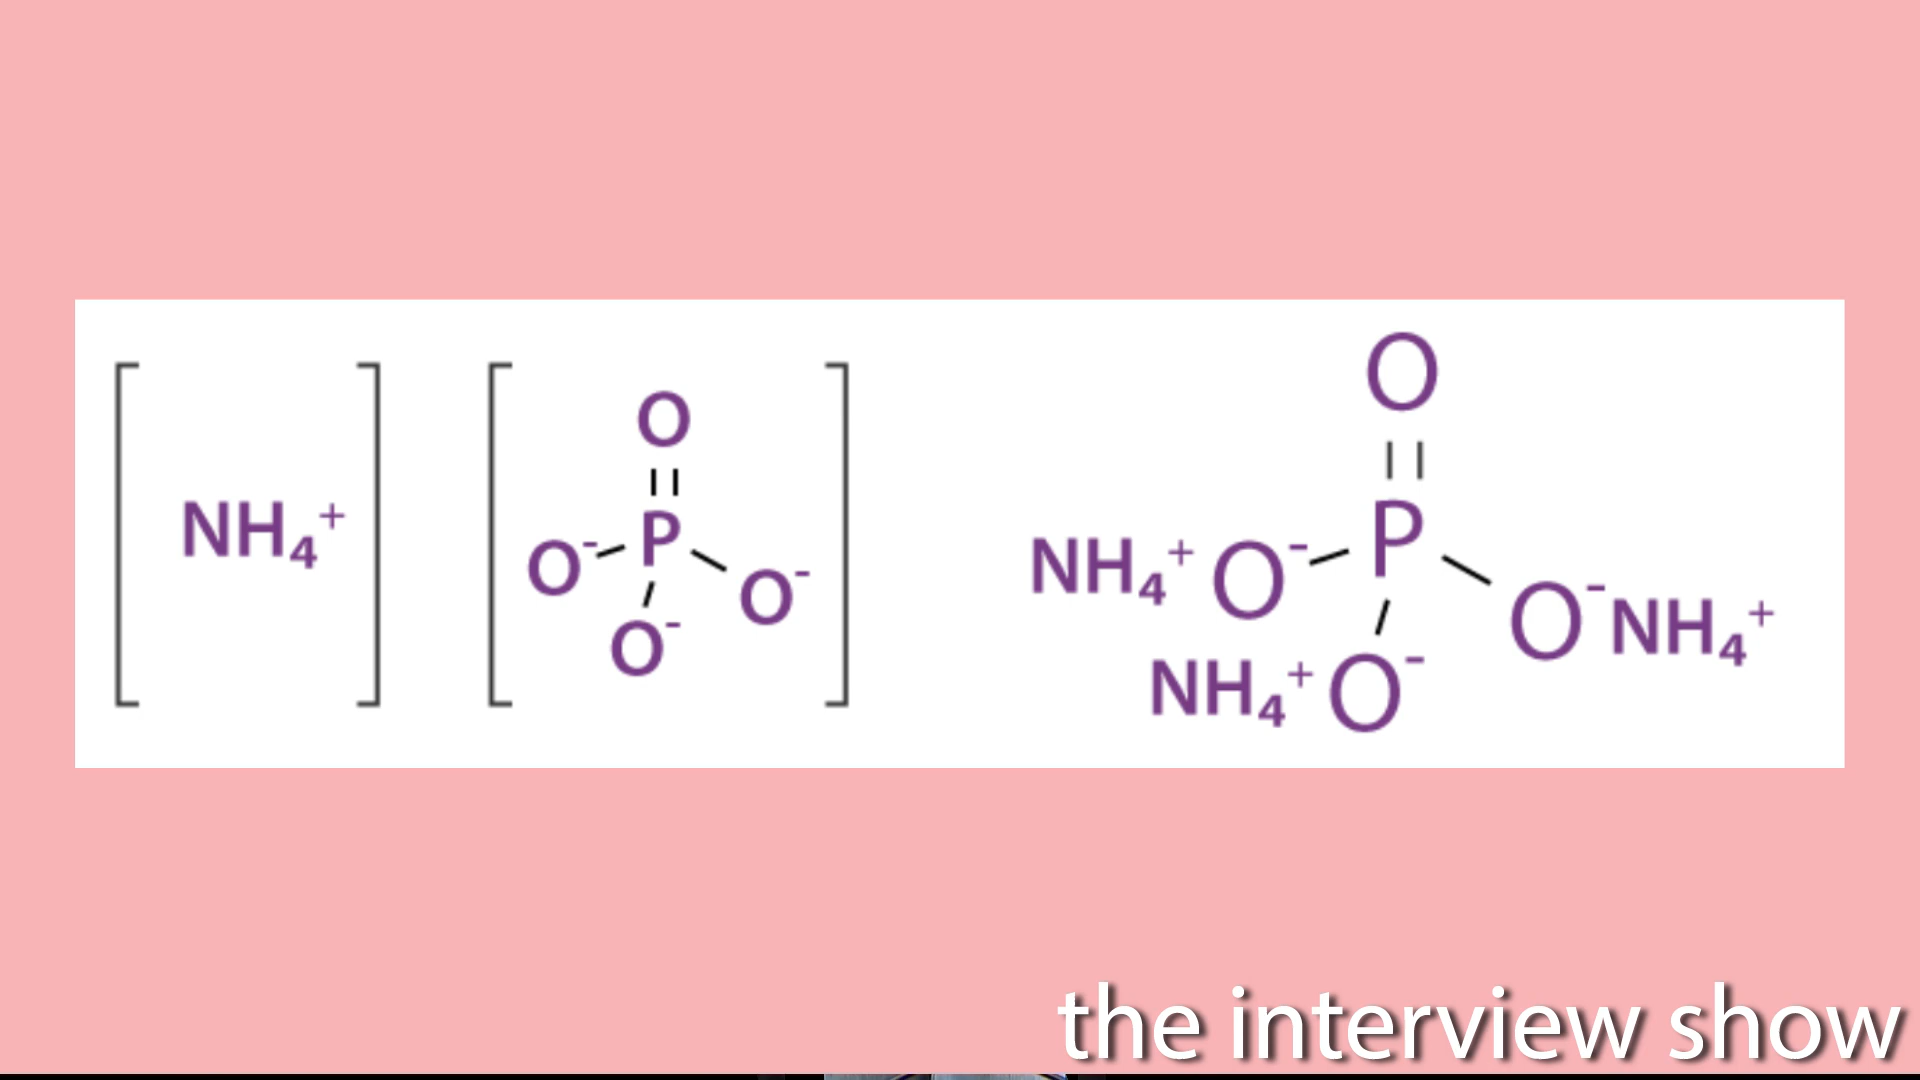 NH₄⁺
O
P
O⁻
O⁻
O⁻
O
P
NH₄⁺ O⁻
O⁻ NH₄⁺
NH₄⁺ O⁻
the interview show